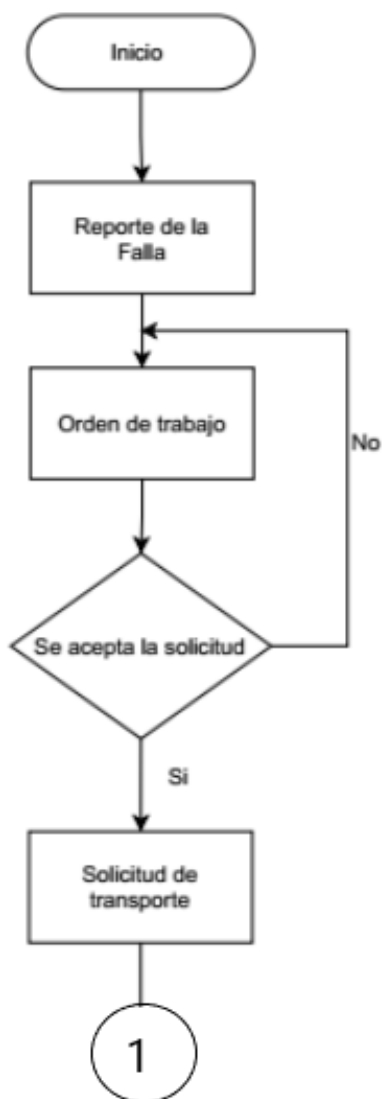 Inicio
Reporte de la
Falla
Orden de trabajo
No
Se acepta la solicitud
Si
Solicitud de
transporte
1